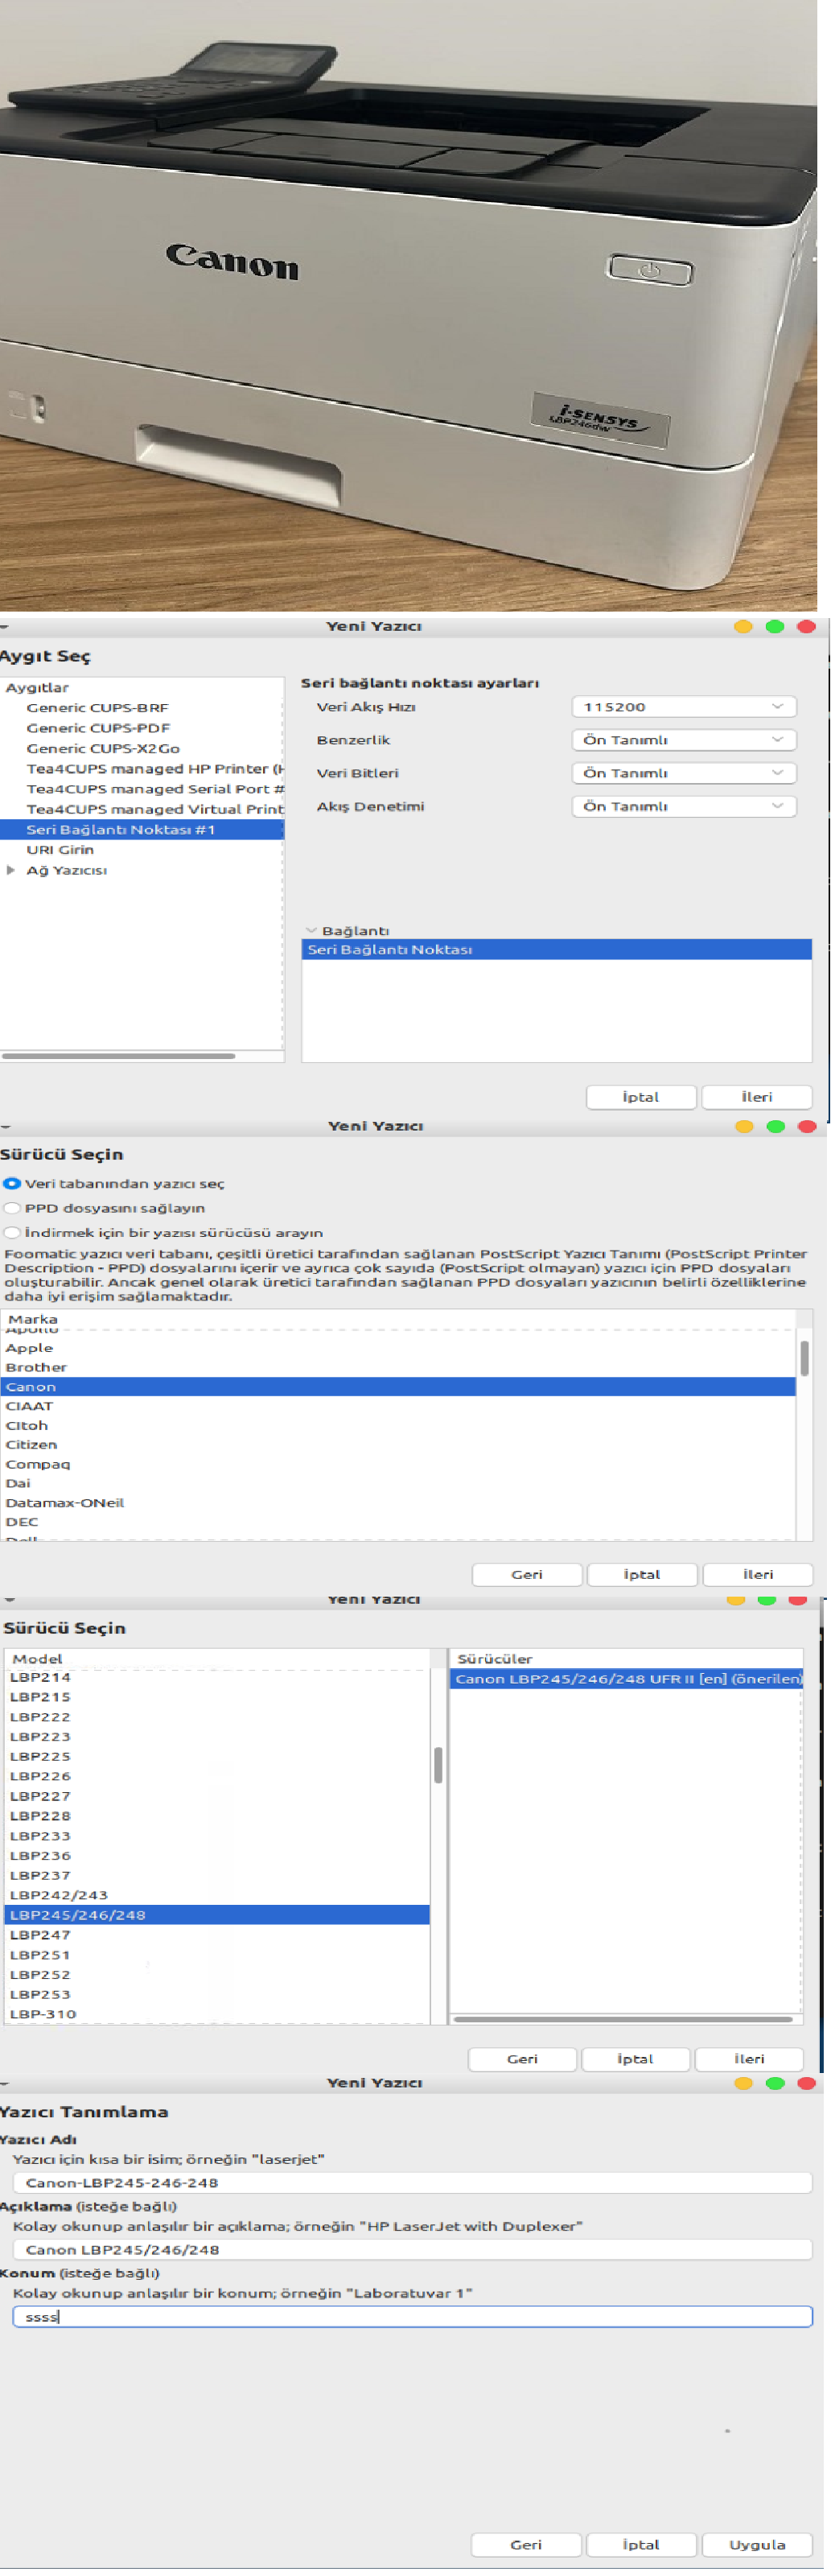 Canon
i-SENSYS
LBP246dw
Yeni Yazıcı
Aygıt Seç
Aygıtlar
Generic CUPS-BRF
Generic CUPS-PDF
Generic CUPS-X2Go
Tea4CUPS managed HP Printer (H
Tea4CUPS managed Serial Port #
Tea4CUPS managed Virtual Print
Seri Bağlantı Noktası #1
URI Girin
Ağ Yazıcısı
Seri bağlantı noktası ayarları
Veri Akış Hızı 115200
Benzerlik Ön Tanımlı
Veri Bitleri Ön Tanımlı
Akış Denetimi Ön Tanımlı
Bağlantı
Seri Bağlantı Noktası
İptal İleri
Yeni Yazıcı
Sürücü Seçin
Veri tabanından yazıcı seç
PPD dosyasını sağlayın
İndirmek için bir yazısı sürücüsü arayın
Foomatic yazıcı veri tabanı, çeşitli üretici tarafından sağlanan PostScript Yazıcı Tanımı (PostScript Printer
Description - PPD) dosyalarını içerir ve ayrıca çok sayıda (PostScript olmayan) yazıcı için PPD dosyaları
oluşturabilir. Ancak genel olarak üretici tarafından sağlanan PPD dosyaları yazıcının belirli özelliklerine
daha iyi erişim sağlamaktadır.
Marka
Apollo
Apple
Brother
Canon
CIAAT
CItoh
Citizen
Compaq
Dai
Datamax-ONeil
DEC
Dell
Geri İptal İleri
Yeni Yazıcı
Sürücü Seçin
Model
LBP214
LBP215
LBP222
LBP223
LBP225
LBP226
LBP227
LBP228
LBP233
LBP236
LBP237
LBP242/243
LBP245/246/248
LBP247
LBP251
LBP252
LBP253
LBP-310
Sürücüler
Canon LBP245/246/248 UFR II [en] (önerilen)
Geri İptal İleri
Yeni Yazıcı
Yazıcı Tanımlama
Yazıcı Adı
Yazıcı için kısa bir isim; örneğin "laserjet"
Canon-LBP245-246-248
Açıklama (isteğe bağlı)
Kolay okunup anlaşılır bir açıklama; örneğin "HP LaserJet with Duplexer"
Canon LBP245/246/248
Konum (isteğe bağlı)
Kolay okunup anlaşılır bir konum; örneğin "Laboratuvar 1"
ssss
Geri İptal Uygula